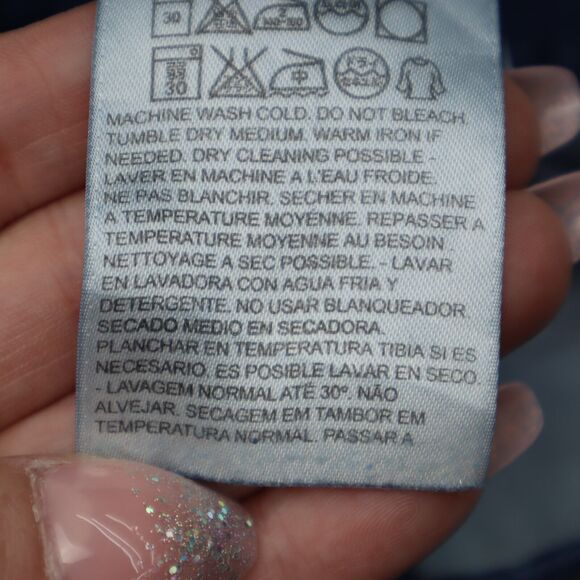 30
30
MACHINE WASH COLD. DO NOT BLEACH.
TUMBLE DRY MEDIUM. WARM IRON IF
NEEDED. DRY CLEANING POSSIBLE -
LAVER EN MACHINE A L'EAU FROIDE.
NE PAS BLANCHIR. SECHER EN MACHINE
A TEMPERATURE MOYENNE. REPASSER A
TEMPERATURE MOYENNE AU BESOIN
NETTOYAGE A SEC POSSIBLE. - LAVAR
EN LAVADORA CON AGUA FRIA Y
DETERGENTE. NO USAR BLANQUEADOR.
SECADO MEDIO EN SECADORA.
PLANCHAR EN TEMPERATURA TIBIA SI ES
NECESARIO. ES POSIBLE LAVAR EN SECO.
- LAVAGEM NORMAL ATÉ 30º. NÃO
ALVEJAR. SECAGEM EM TAMBOR EM
TEMPERATURA NORMAL. PASSAR A